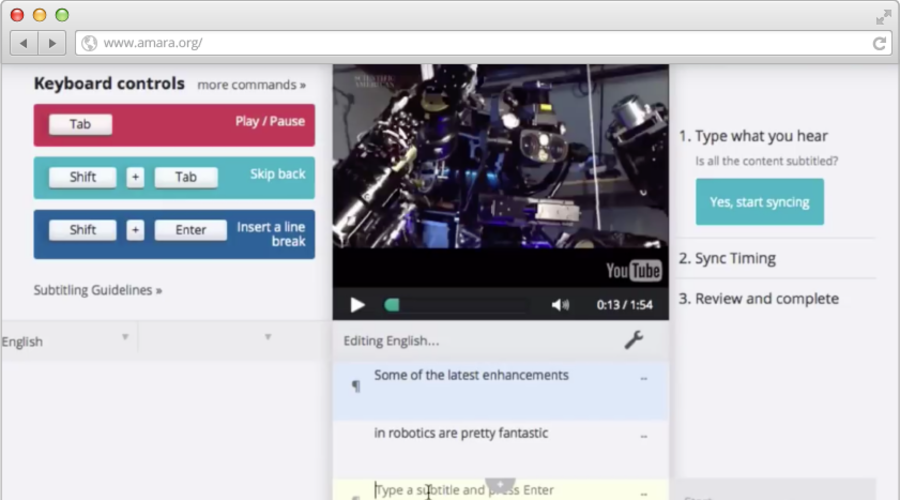 www.amara.org/
Keyboard controls
more commands »
Tab
Play / Pause
Shift + Tab
Skip back
Shift + Enter
Insert a line
break
Subtitling Guidelines »
English
SCIENTIFIC
AMERICAN
YouTube
0:13 / 1:54
Editing English...
¶ Some of the latest enhancements --
in robotics are pretty fantastic --
Type a subtitle and press Enter --
1. Type what you hear
Is all the content subtitled?
Yes, start syncing
2. Sync Timing
3. Review and complete